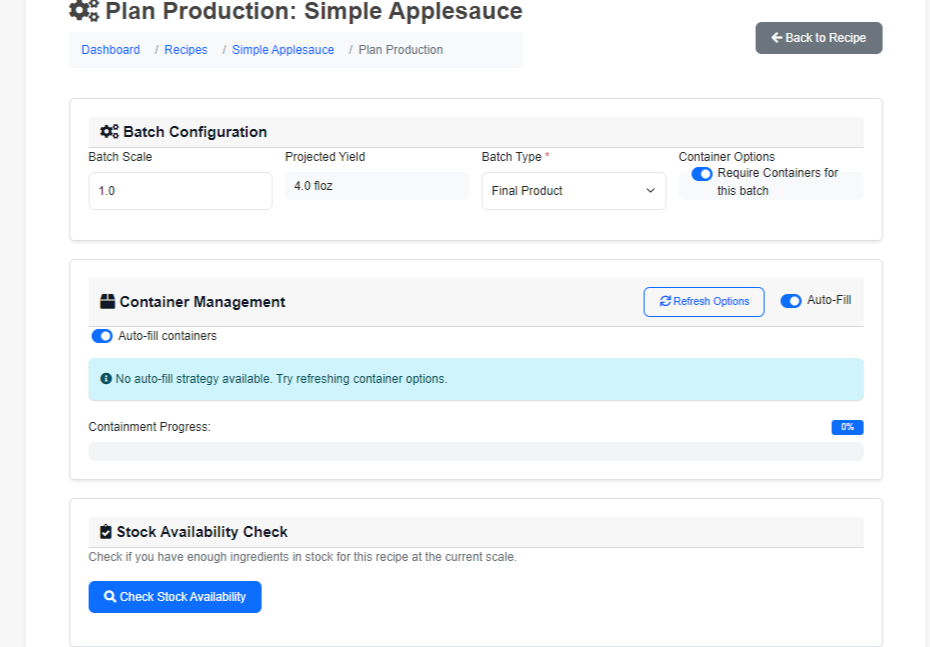 Plan Production: Simple Applesauce
Dashboard / Recipes / Simple Applesauce / Plan Production
Back to Recipe
Batch Configuration
Batch Scale
1.0
Projected Yield
4.0 floz
Batch Type *
Final Product
Container Options
Require Containers for
this batch
Container Management
Refresh Options
Auto-Fill
Auto-fill containers
No auto-fill strategy available. Try refreshing container options.
Containment Progress:
0%
Stock Availability Check
Check if you have enough ingredients in stock for this recipe at the current scale.
Check Stock Availability